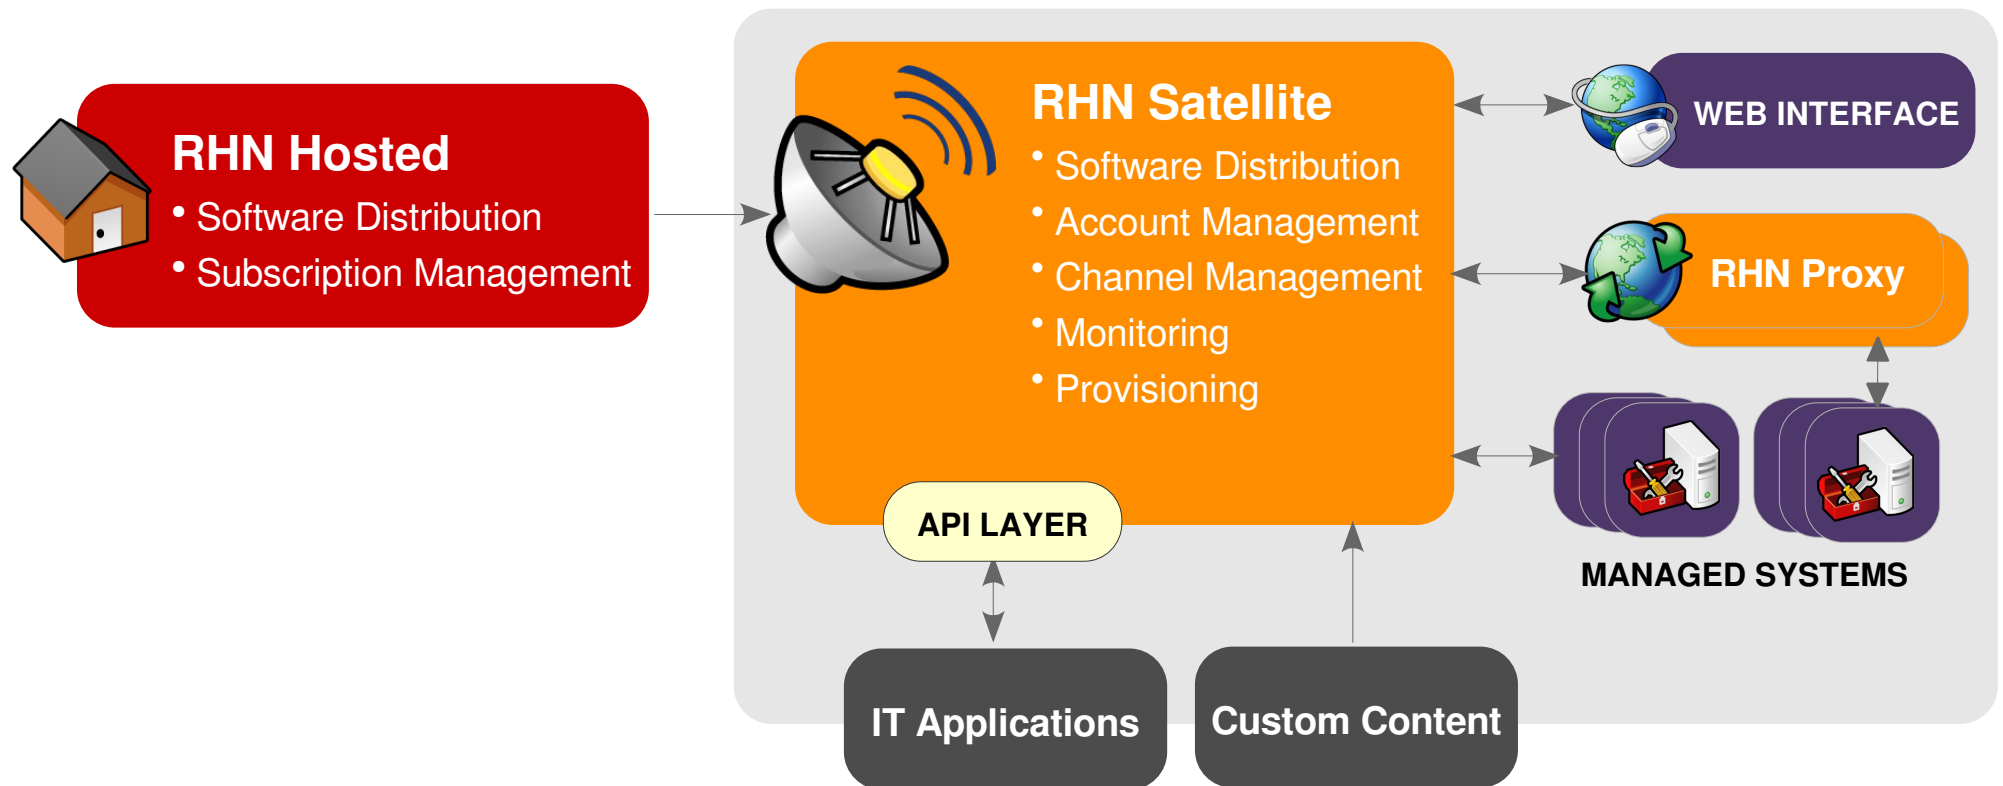 RHN Hosted
• Software Distribution
• Subscription Management
RHN Satellite
• Software Distribution
• Account Management
• Channel Management
• Monitoring
• Provisioning
API LAYER
WEB INTERFACE
RHN Proxy
MANAGED SYSTEMS
IT Applications
Custom Content